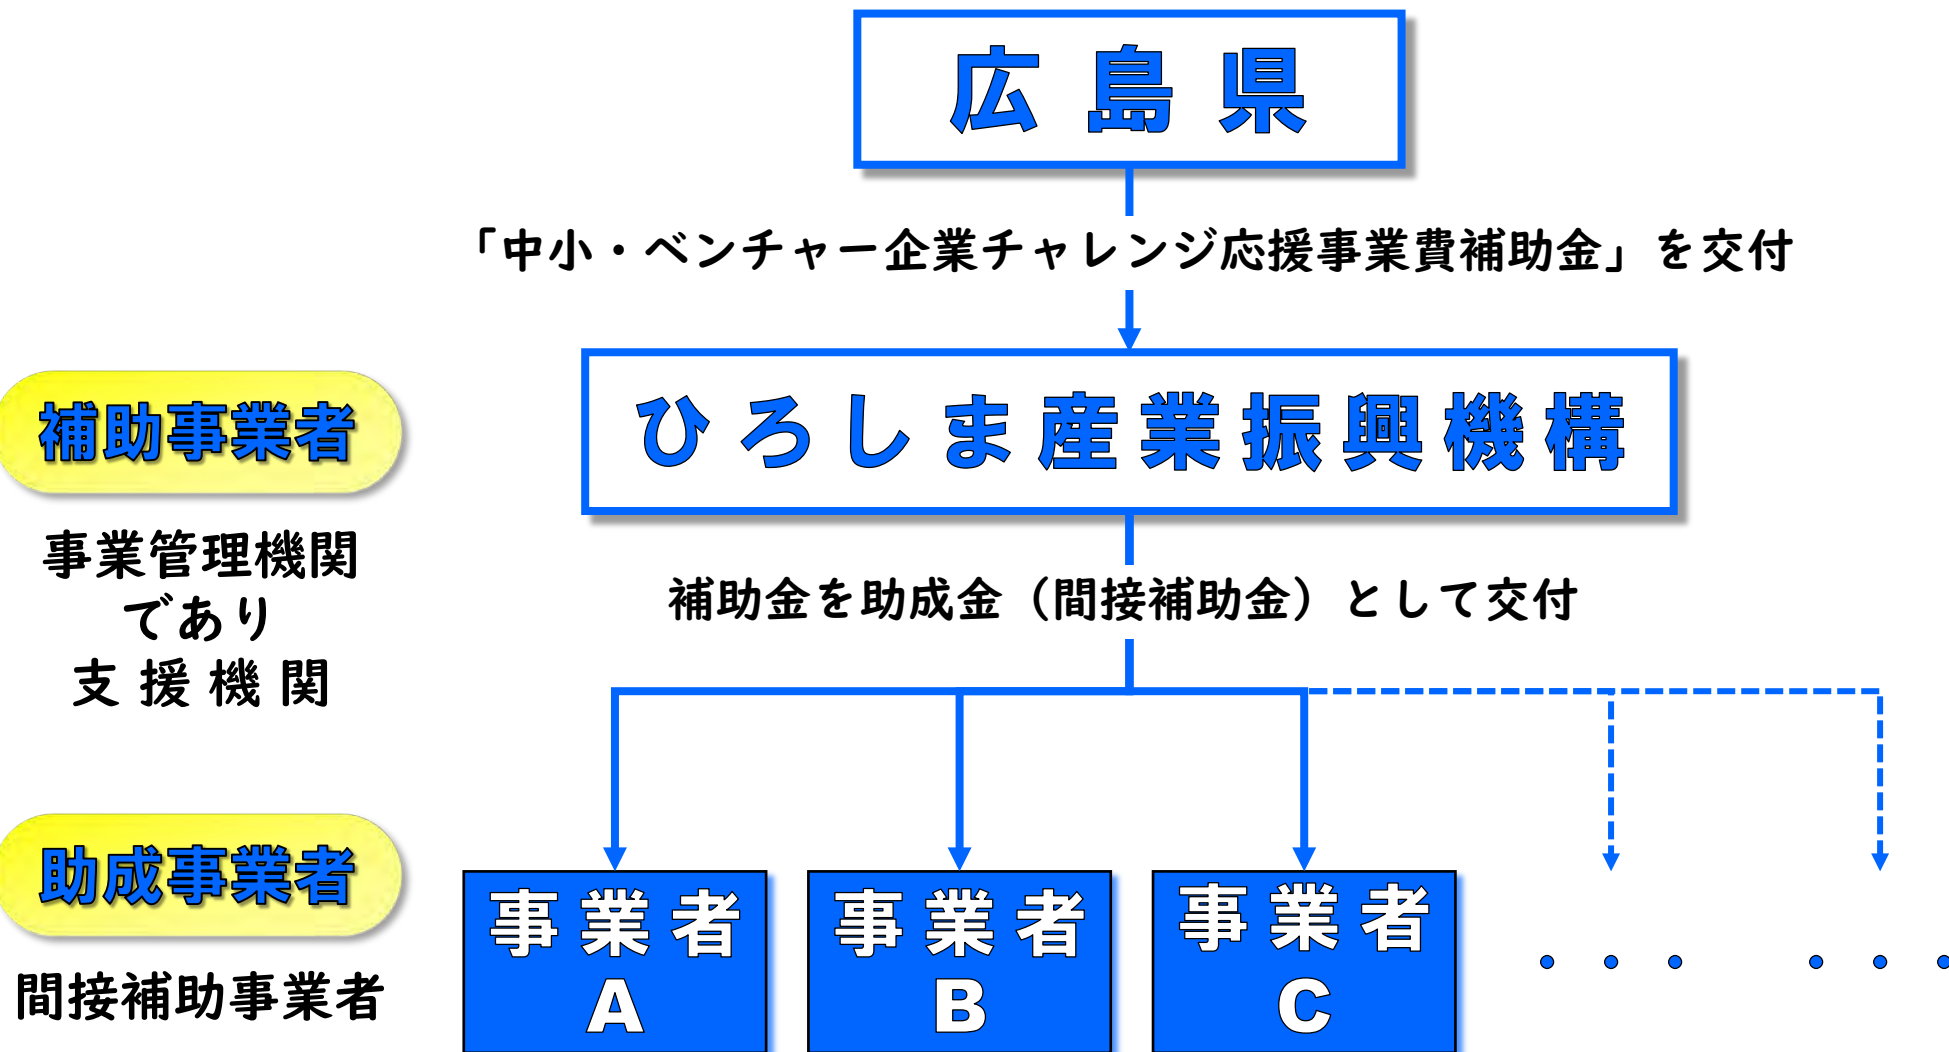 広島県
「中小・ベンチャー企業チャレンジ応援事業費補助金」を交付
補助事業者
ひろしま産業振興機構
事業管理機関
であり
支援機関
補助金を助成金（間接補助金）として交付
助成事業者
間接補助事業者
事業者
A
事業者
B
事業者
C
・・・
・・・